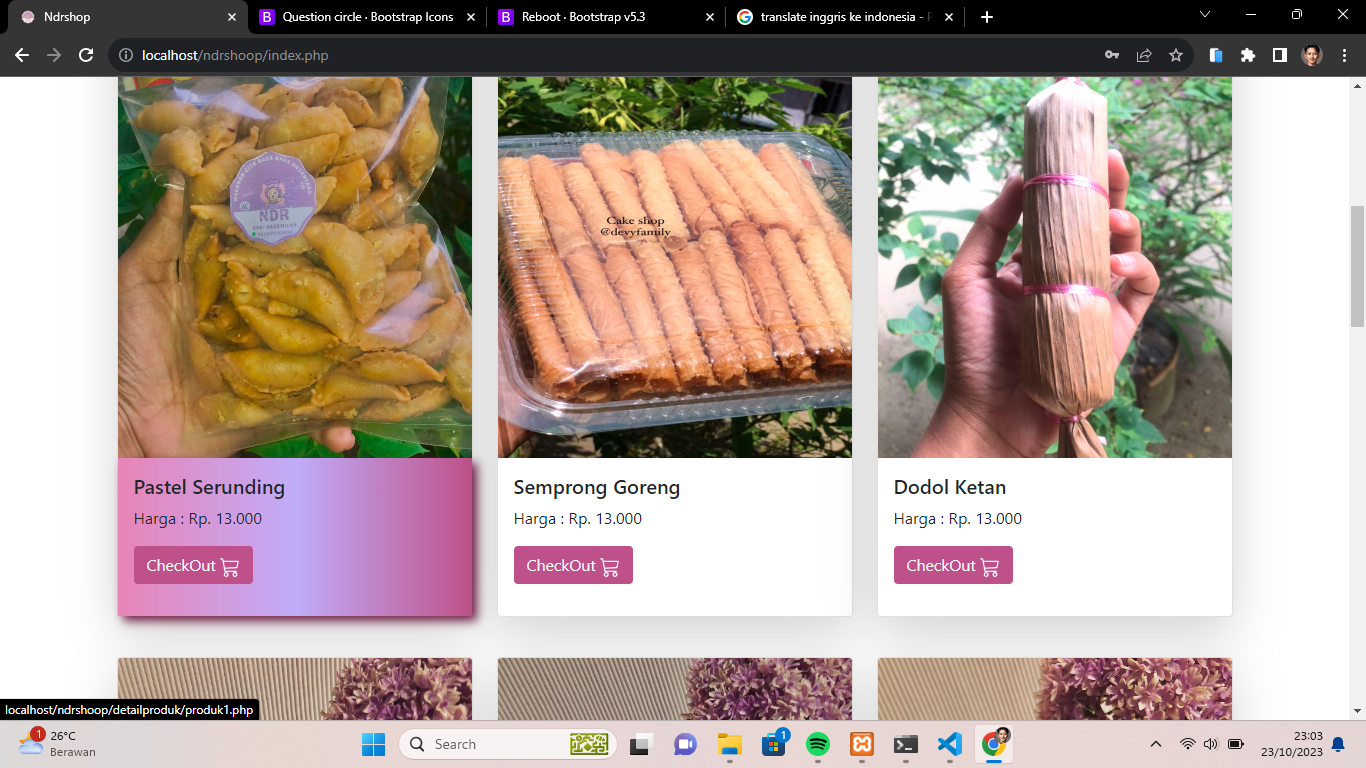 Ndrshop
Question circle · Bootstrap Icons
Reboot · Bootstrap v5.3
translate inggris ke indonesia - 
localhost/ndrshoop/index.php
NDR
Cake shop
@devyfamily
Pastel Serunding
Harga : Rp. 13.000
CheckOut
Semprong Goreng
Harga : Rp. 13.000
CheckOut
Dodol Ketan
Harga : Rp. 13.000
CheckOut
localhost/ndrshoop/detailproduk/produk1.php
1
26°C
Berawan
Search
1
23:03
23/10/2023